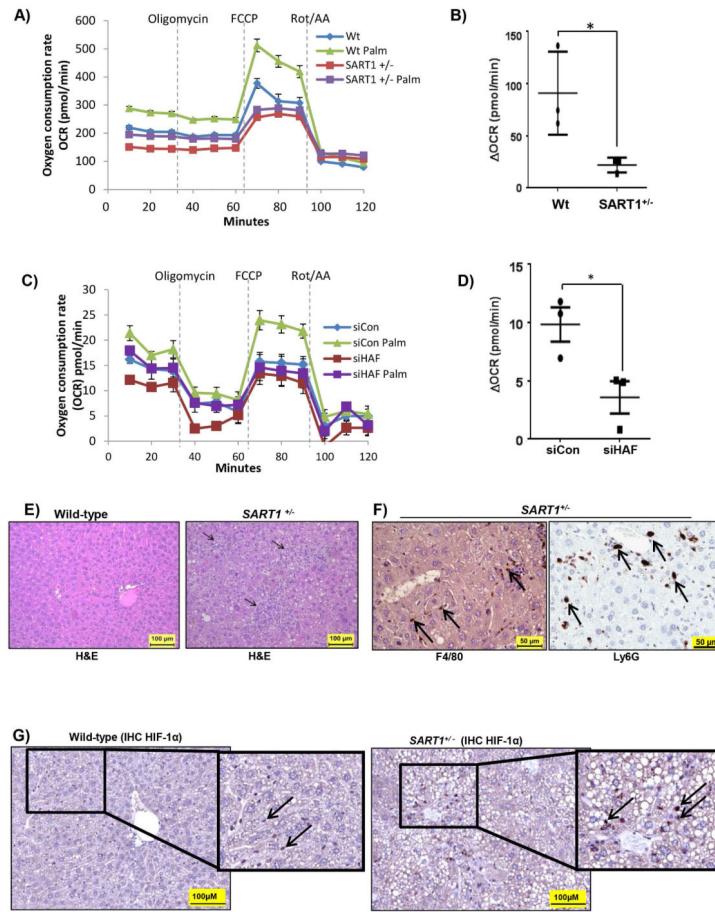 A)
Oligomycin FCCP Rot/AA
Oxygen consumption rate
OCR (pmol/min)
600
500
400
300
200
100
0
0 20 40 60 80 100 120
Minutes
Wt
Wt Palm
SART1 +/-
SART1 +/- Palm
B)
*
ΔOCR (pmol/min)
150
100
50
0
Wt SART1+/-
C)
Oligomycin FCCP Rot/AA
Oxygen consumption rate
(OCR) pmol/min
30
25
20
15
10
5
0
0 20 40 60 80 100 120
Minutes
siCon
siCon Palm
siHAF
siHAF Palm
D)
*
ΔOCR (pmol/min)
15
10
5
0
siCon siHAF
E)
Wild-type SART1 +/-
100 µm 100 µm
H&E H&E
F)
SART1+/-
50 µm 50 µm
F4/80 Ly6G
G)
Wild-type (IHC HIF-1α) SART1+/- (IHC HIF-1α)
100µM 100µM